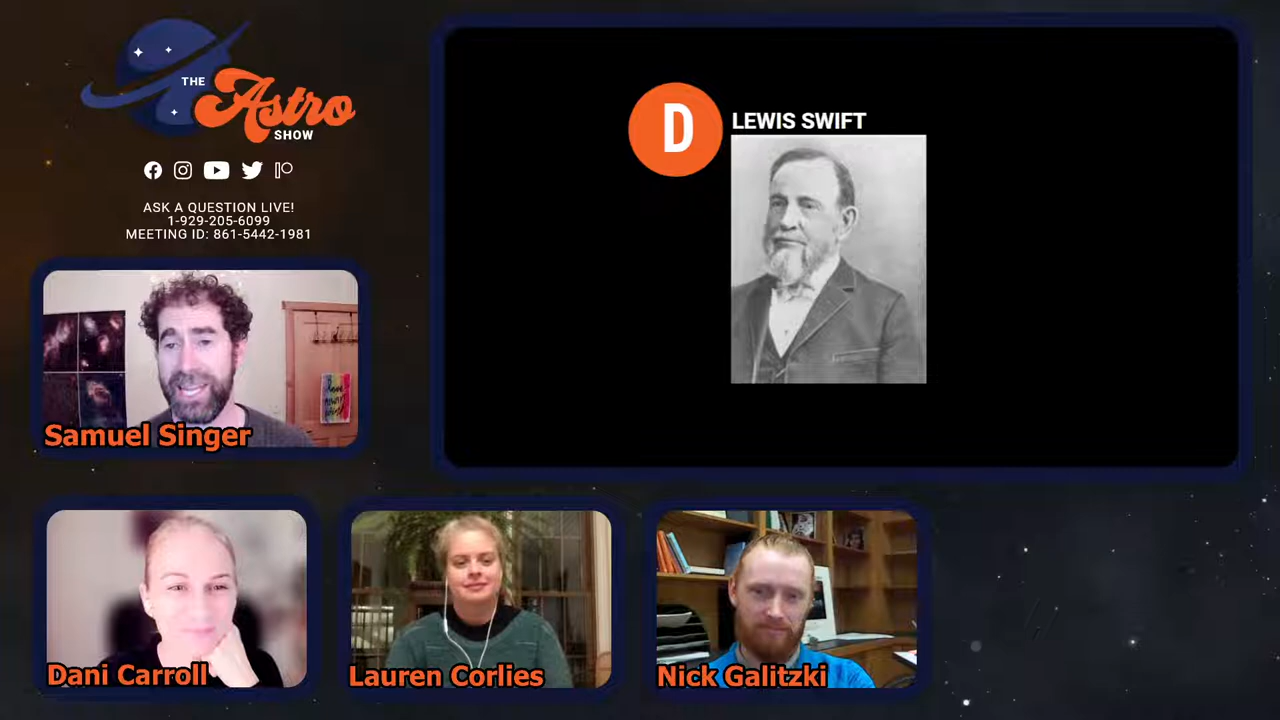 THE
Astro
SHOW
ASK A QUESTION LIVE!
1-929-205-6099
MEETING ID: 861-5442-1981
D
LEWIS SWIFT
Samuel Singer
Dani Carroll
Lauren Corlies
Nick Galitzki